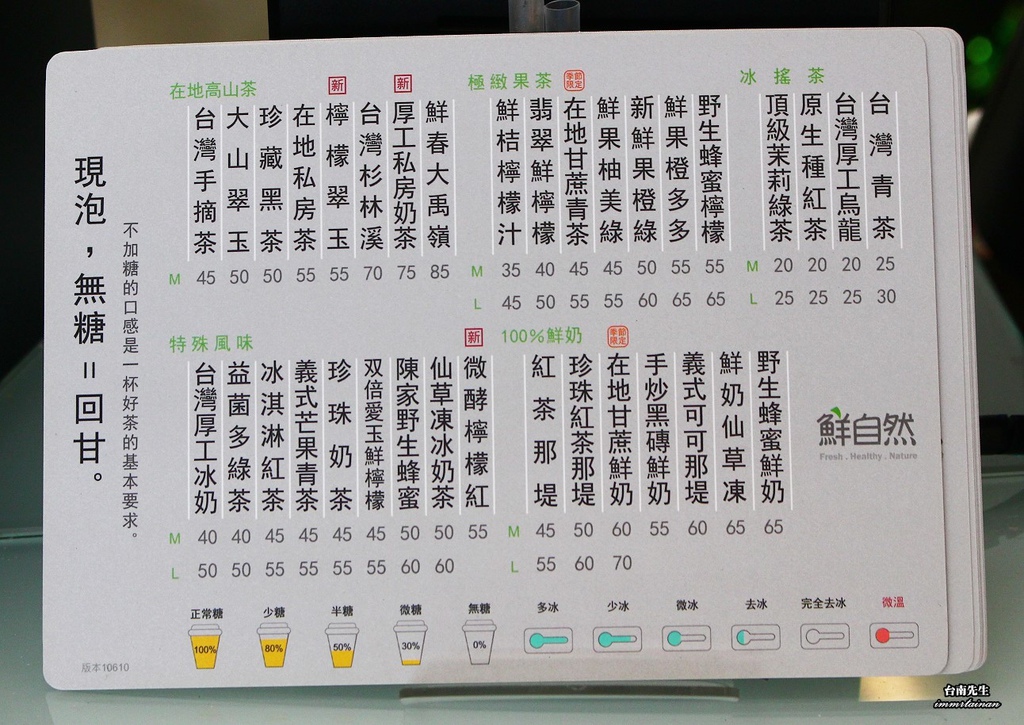 現泡，無糖＝回甘。
不加糖的口感是一杯好茶的基本要求。
在地高山茶
新
新
台灣手摘茶
大山翠玉
珍藏黑茶
在地私房茶
檸檬翠玉
台灣杉林溪
厚工私房奶茶
鮮春大禹嶺
M 45 50 50 55 55 70 75 85
極緻果茶
季節限定
鮮桔檸檬汁
翡翠鮮檸檬
在地甘蔗青茶
鮮果柚美綠
新鮮果橙綠
鮮果橙多多
野生蜂蜜檸檬
M 35 40 45 45 50 55 55
L 45 50 55 55 60 65 65
冰搖茶
頂級茉莉綠茶
原生種紅茶
台灣厚工烏龍
台灣青茶
M 20 20 20 25
L 25 25 25 30
特殊風味
新
台灣厚工冰奶
益菌多綠茶
冰淇淋紅茶
義式芒果青茶
珍珠奶茶
双倍愛玉鮮檸檬
陳家野生蜂蜜
仙草凍冰奶茶
微酵檸檬紅
M 40 40 45 45 45 45 50 50 55
L 50 50 55 55 55 55 60 60
100%鮮奶
季節限定
紅茶那堤
珍珠紅茶那堤
在地甘蔗鮮奶
手炒黑磚鮮奶
義式可可那堤
鮮奶仙草凍
野生蜂蜜鮮奶
M 45 50 60 55 60 65 65
L 55 60 70
鮮自然
Fresh . Healthy . Nature
正常糖 少糖 半糖 微糖 無糖 多冰 少冰 微冰 去冰 完全去冰 微溫
100% 80% 50% 30% 0%
版本10610
台南先生
immrtainan